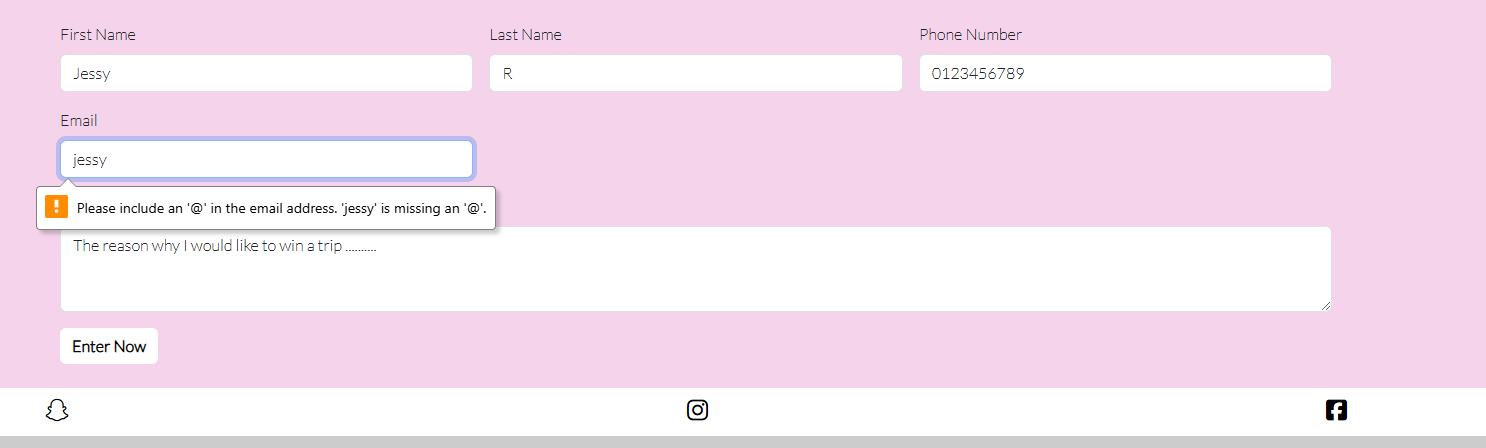 First Name
Last Name
Phone Number
Jessy
R
0123456789
Email
jessy
Please include an '@' in the email address. 'jessy' is missing an '@'.
The reason why I would like to win a trip ..........
Enter Now